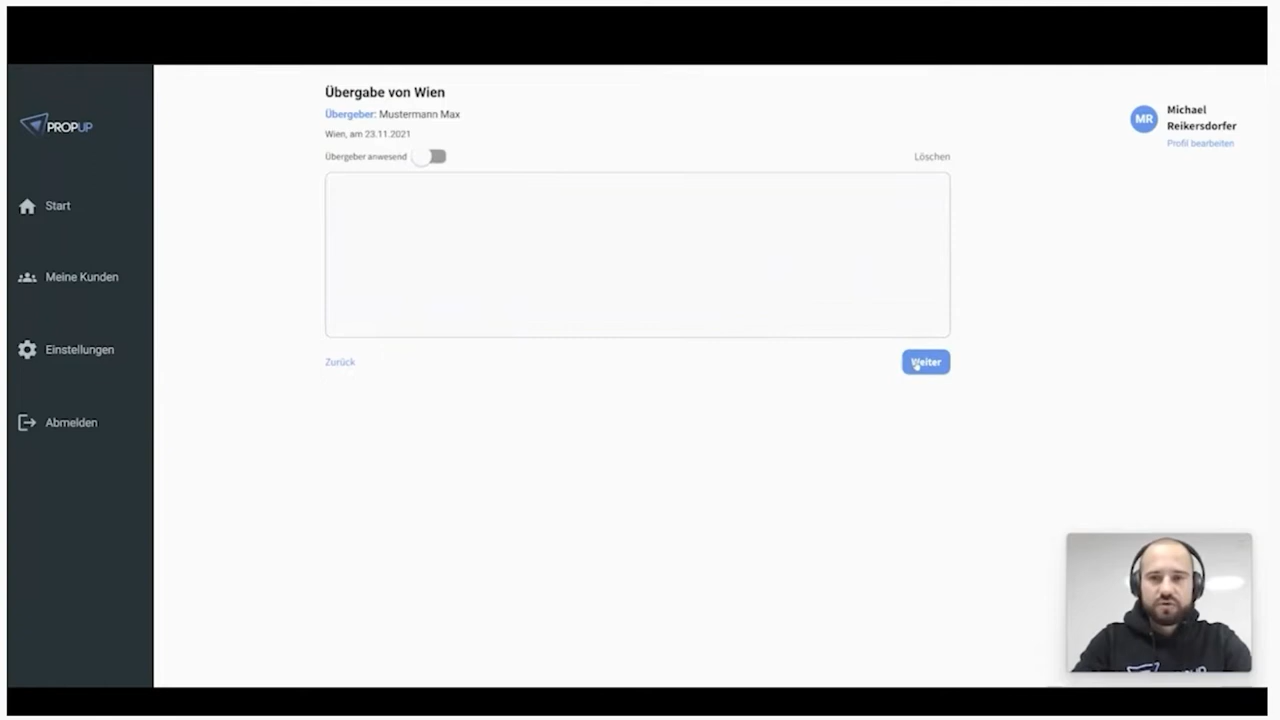 PROPUP
Start
Meine Kunden
Einstellungen
Abmelden
Übergabe von Wien
Übergeber: Mustermann Max
Wien, am 23.11.2021
Übergeber anwesend
Löschen
Zurück
Weiter
MR
Michael
Reikersdorfer
Profil bearbeiten